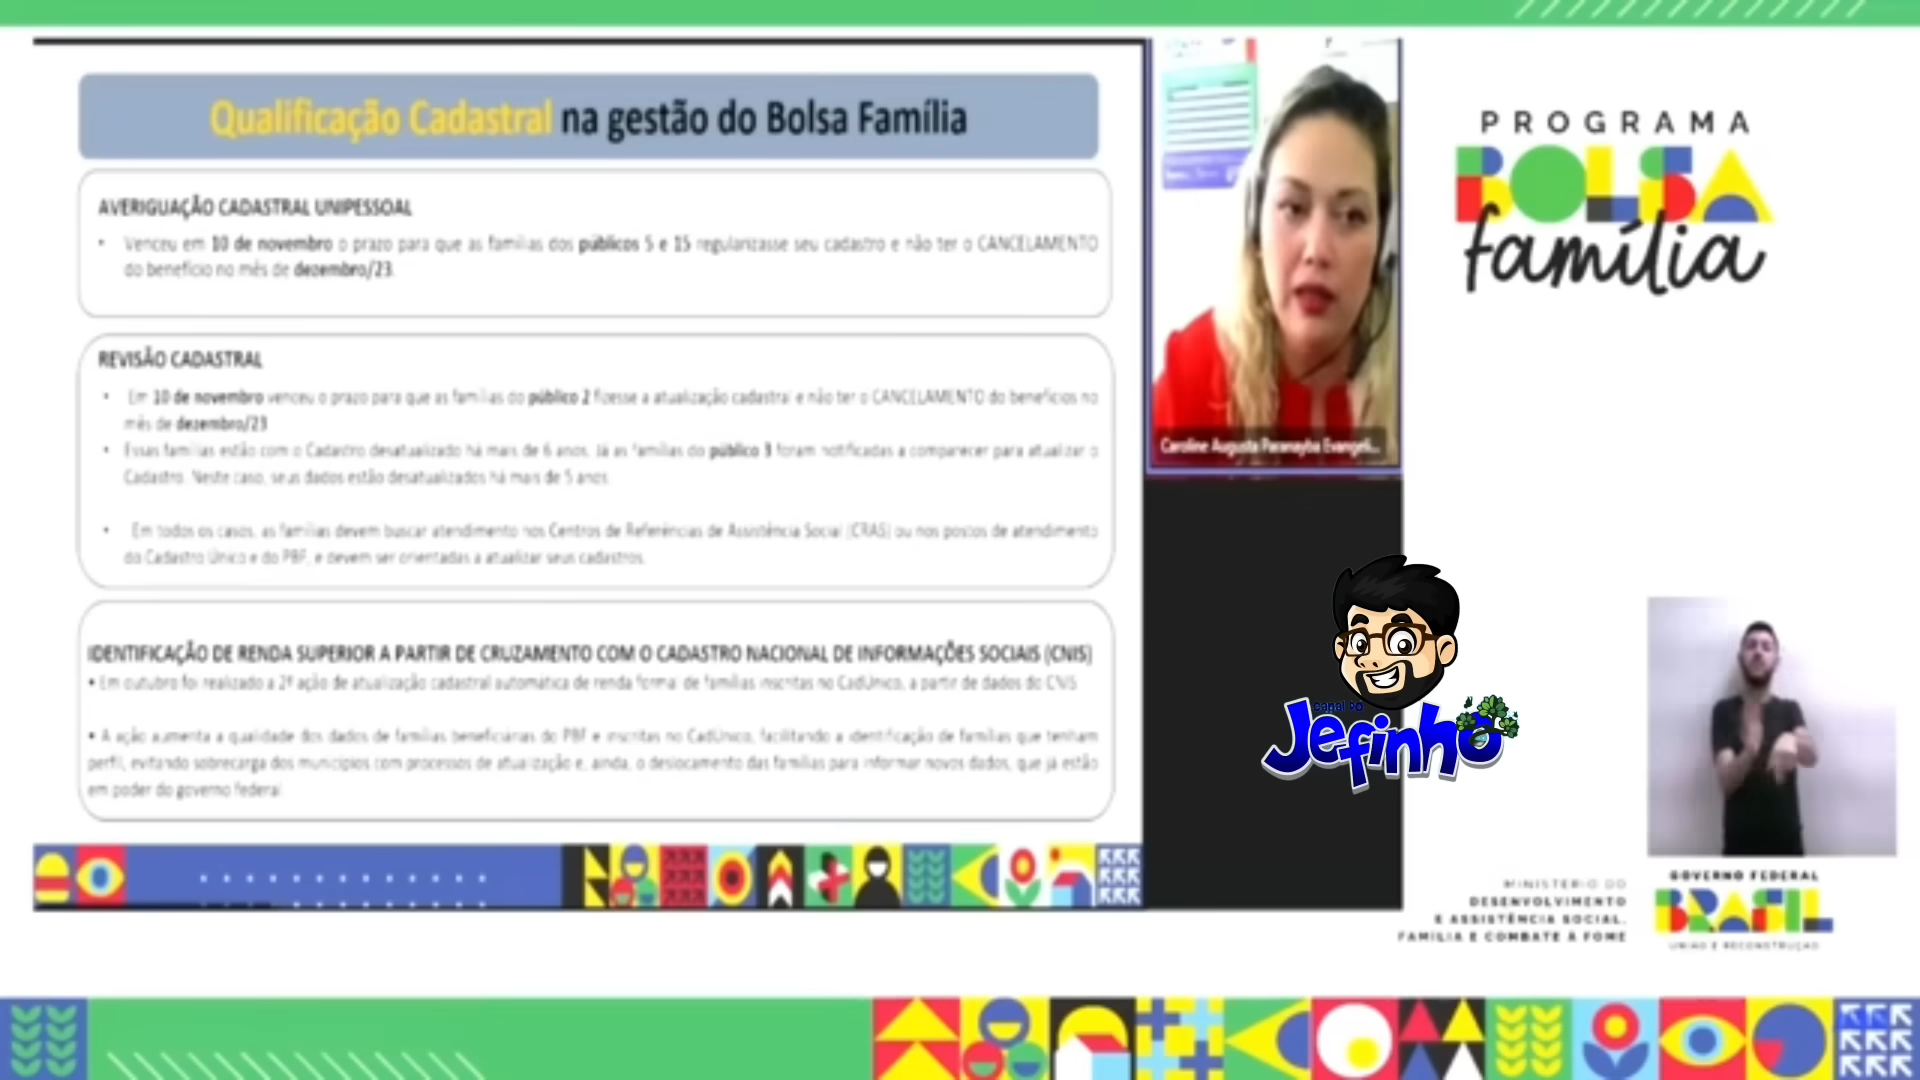 Qualificação Cadastral na gestão do Bolsa Família
AVERIGUAÇÃO CADASTRAL UNIPESSOAL
• Venceu em 10 de novembro o prazo para que as famílias dos públicos 5 e 15 regularizasse seu cadastro e não ter o CANCELAMENTO
do benefício no mês de dezembro/23.
REVISÃO CADASTRAL
• Em 10 de novembro venceu o prazo para que as famílias do público 2 fizesse a atualização cadastral e não ter o CANCELAMENTO do benefícios no
mês de dezembro/23
• Essas famílias estão com o Cadastro desatualizado há mais de 6 anos. Já as famílias do público 3 foram notificadas a comparecer para atualizar o
Cadastro. Neste caso, seus dados estão desatualizados há mais de 5 anos.
• Em todos os casos, as famílias devem buscar atendimento nos Centros de Referências de Assistência Social (CRAS) ou nos postos de atendimento
do Cadastro Único e do PBF, e devem ser orientadas a atualizar seus cadastros.
IDENTIFICAÇÃO DE RENDA SUPERIOR A PARTIR DE CRUZAMENTO COM O CADASTRO NACIONAL DE INFORMAÇÕES SOCIAIS (CNIS)
• Em outubro foi realizado a 2ª ação de atualização cadastral automática de renda formal de famílias inscritas no CadÚnico, a partir de dados do CNIS
• A ação aumenta a qualidade dos dados de famílias beneficiárias do PBF e inscritas no CadÚnico, facilitando a identificação de famílias que tenham
perfil, evitando sobrecarga dos municípios com processos de atualização e, ainda, o deslocamento das famílias para informar novos dados, que já estão
em poder do governo federal.
Caroline Augusta Paranayba Evangeli...
PROGRAMA
BOLSA
família
Canal do
Jefinho
MINISTÉRIO DO
DESENVOLVIMENTO
E ASSISTÊNCIA SOCIAL,
FAMÍLIA E COMBATE À FOME
GOVERNO FEDERAL
BRASIL
UNIÃO E RECONSTRUÇÃO